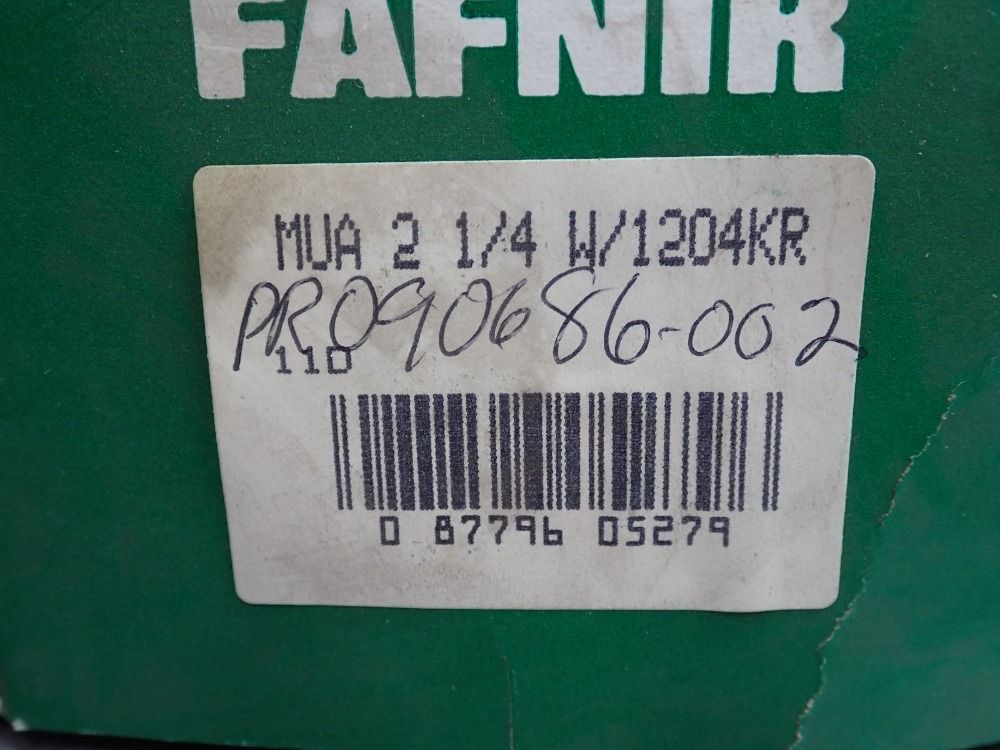 FAFNIR
MUA 2 1/4 W/1204KR
PR090686-002
110
0 87796 05279